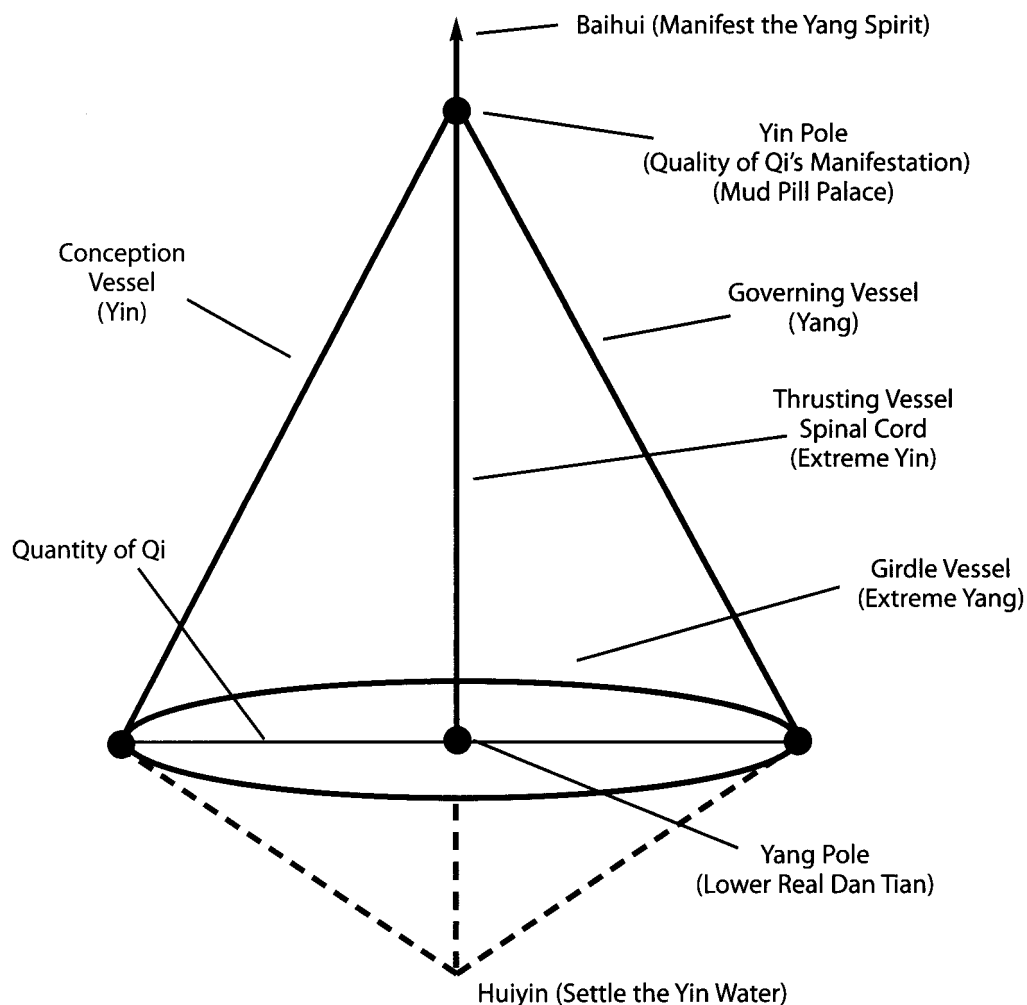 Baihui (Manifest the Yang Spirit)
Yin Pole
(Quality of Qi's Manifestation)
(Mud Pill Palace)
Conception
Vessel
(Yin)
Governing Vessel
(Yang)
Thrusting Vessel
Spinal Cord
(Extreme Yin)
Quantity of Qi
Girdle Vessel
(Extreme Yang)
Yang Pole
(Lower Real Dan Tian)
Huiyin (Settle the Yin Water)